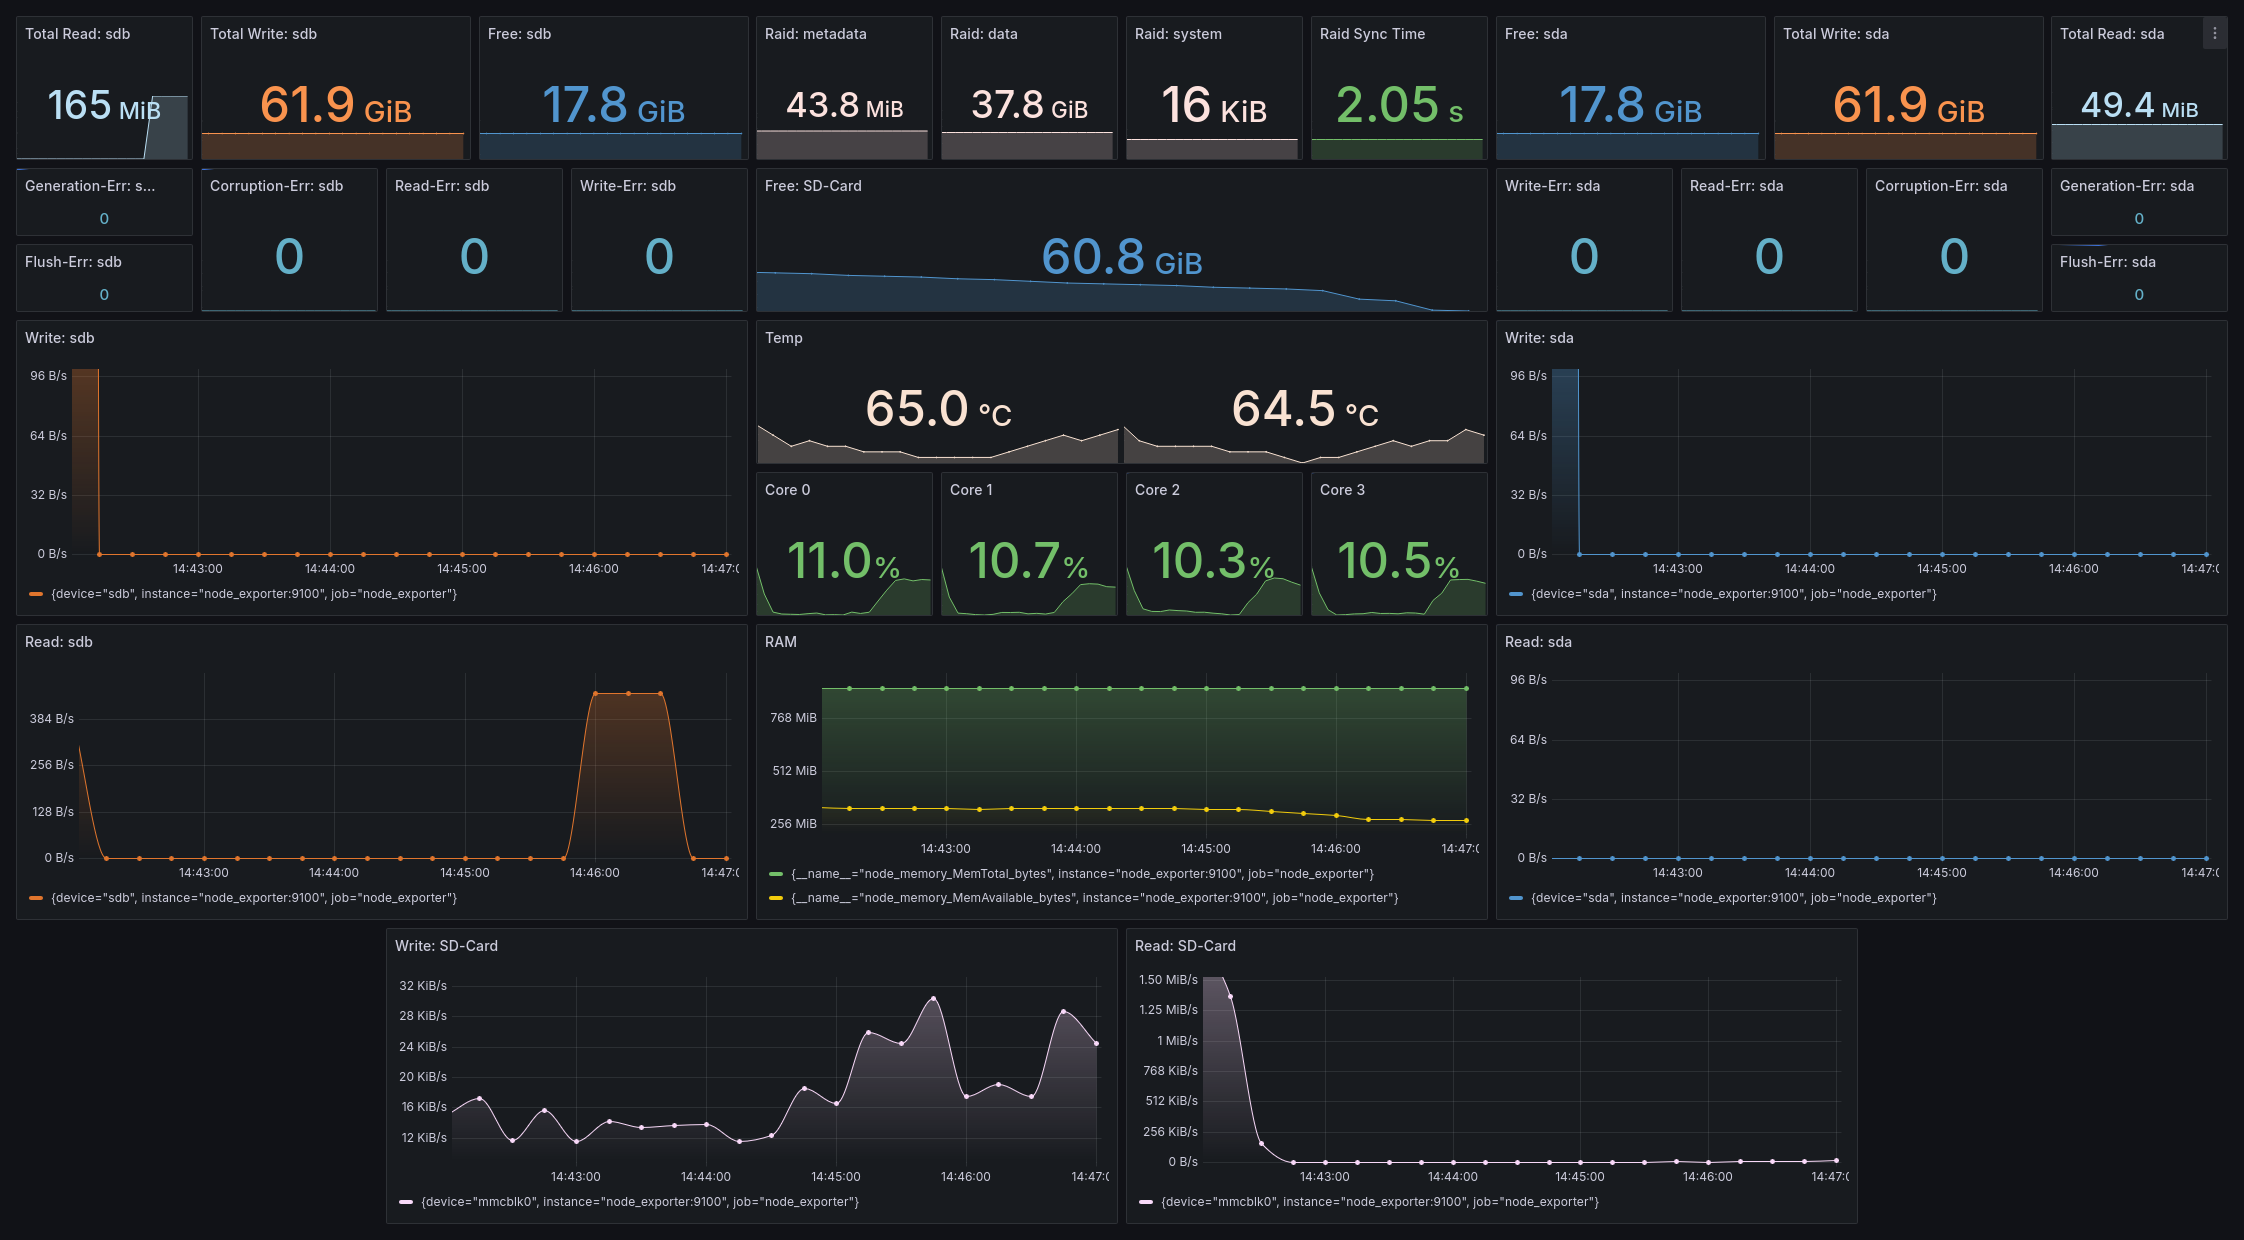 Total Read: sdb
165 MiB
Total Write: sdb
61.9 GiB
Free: sdb
17.8 GiB
Raid: metadata
43.8 MiB
Raid: data
37.8 GiB
Raid: system
16 KiB
Raid Sync Time
2.05 s
Free: sda
17.8 GiB
Total Write: sda
61.9 GiB
Total Read: sda
49.4 MiB
Generation-Err: s...
0
Flush-Err: sdb
0
Corruption-Err: sdb
0
Read-Err: sdb
0
Write-Err: sdb
0
Free: SD-Card
60.8 GiB
Write-Err: sda
0
Read-Err: sda
0
Corruption-Err: sda
0
Generation-Err: sda
0
Flush-Err: sda
0
Write: sdb
96 B/s
64 B/s
32 B/s
0 B/s
14:43:00 14:44:00 14:45:00 14:46:00 14:47:0
{device="sdb", instance="node_exporter:9100", job="node_exporter"}
Temp
65.0 °C
64.5 °C
Core 0
11.0%
Core 1
10.7%
Core 2
10.3%
Core 3
10.5%
Write: sda
96 B/s
64 B/s
32 B/s
0 B/s
14:43:00 14:44:00 14:45:00 14:46:00 14:47:0
{device="sda", instance="node_exporter:9100", job="node_exporter"}
Read: sdb
384 B/s
256 B/s
128 B/s
0 B/s
14:43:00 14:44:00 14:45:00 14:46:00 14:47:0
{device="sdb", instance="node_exporter:9100", job="node_exporter"}
RAM
768 MiB
512 MiB
256 MiB
14:43:00 14:44:00 14:45:00 14:46:00 14:47:0
{__name__="node_memory_MemTotal_bytes", instance="node_exporter:9100", job="node_exporter"}
{__name__="node_memory_MemAvailable_bytes", instance="node_exporter:9100", job="node_exporter"}
Read: sda
96 B/s
64 B/s
32 B/s
0 B/s
14:43:00 14:44:00 14:45:00 14:46:00 14:47:0
{device="sda", instance="node_exporter:9100", job="node_exporter"}
Write: SD-Card
32 KiB/s
28 KiB/s
24 KiB/s
20 KiB/s
16 KiB/s
12 KiB/s
14:43:00 14:44:00 14:45:00 14:46:00 14:47:0
{device="mmcblk0", instance="node_exporter:9100", job="node_exporter"}
Read: SD-Card
1.50 MiB/s
1.25 MiB/s
1 MiB/s
768 KiB/s
512 KiB/s
256 KiB/s
0 B/s
14:43:00 14:44:00 14:45:00 14:46:00 14:47:0
{device="mmcblk0", instance="node_exporter:9100", job="node_exporter"}